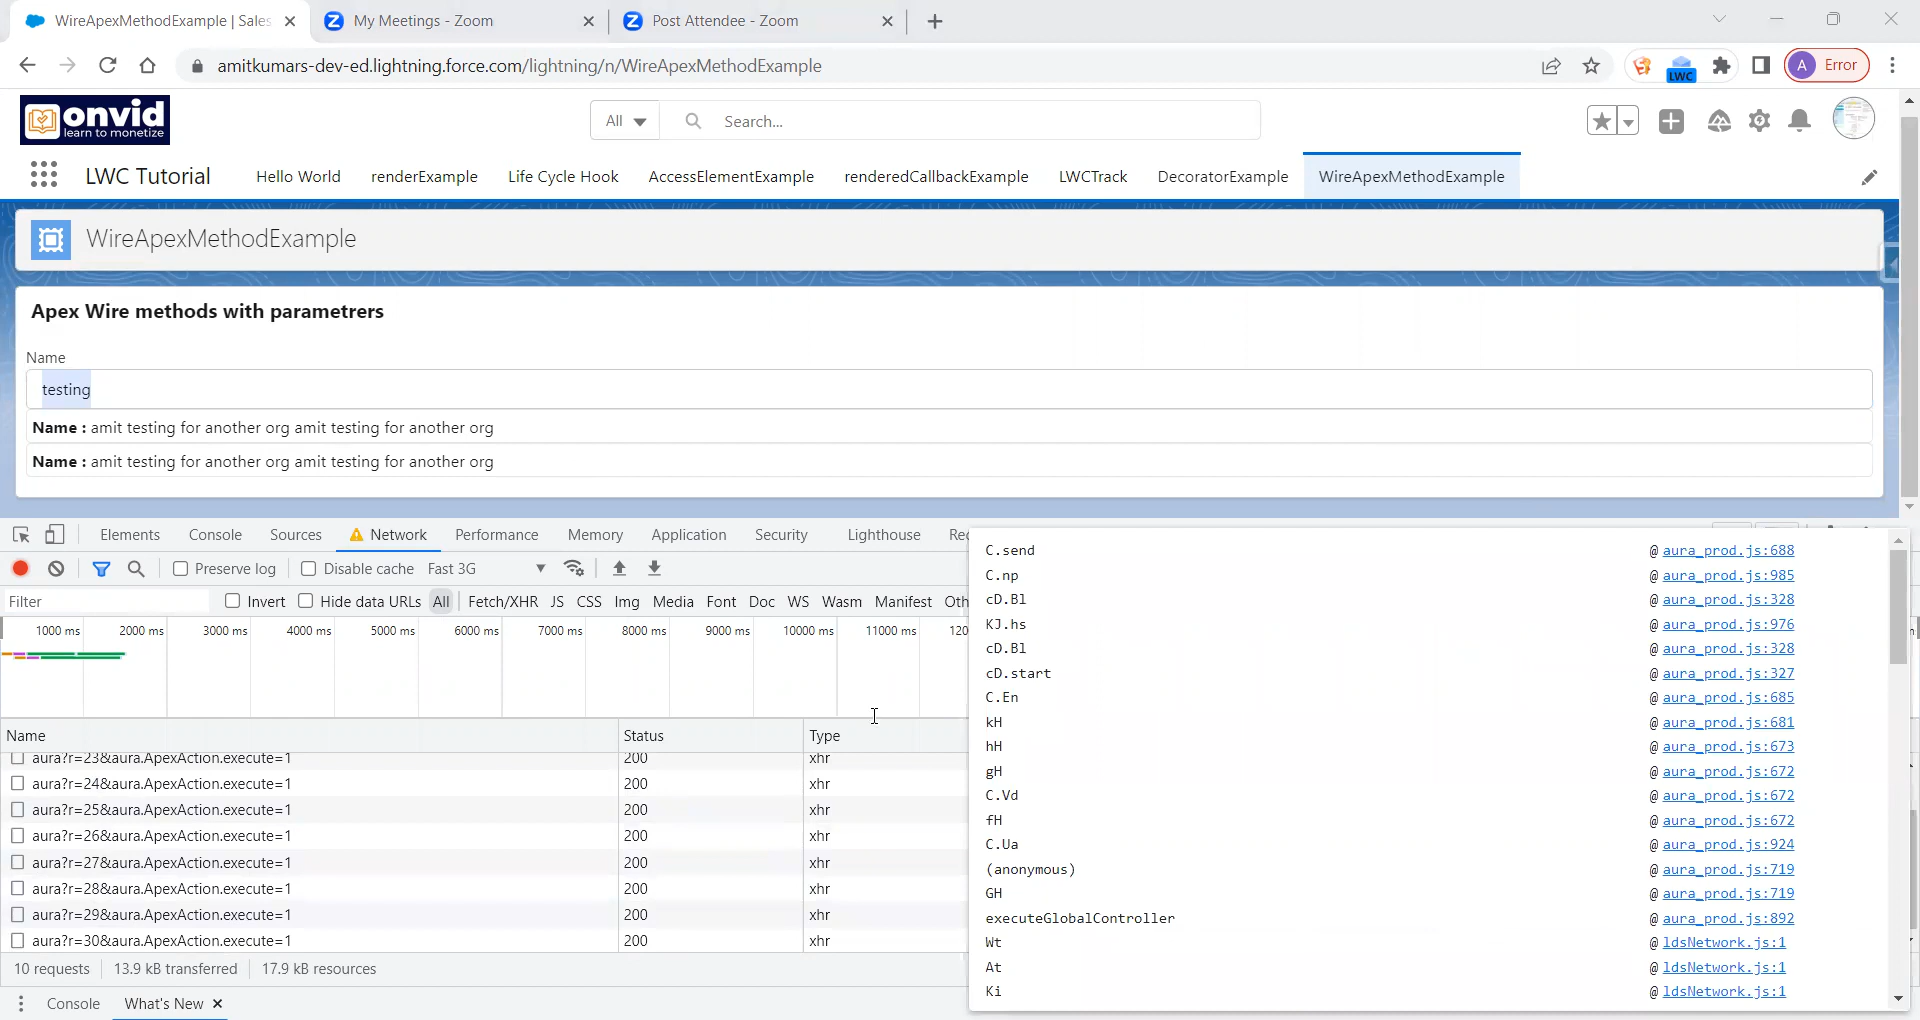 WireApexMethodExample | Sales
My Meetings - Zoom
Post Attendee - Zoom
amitkumars-dev-ed.lightning.force.com/lightning/n/WireApexMethodExample
LWC
A Error
onvid
learn to monetize
All
Search...
LWC Tutorial
Hello World
renderExample
Life Cycle Hook
AccessElementExample
renderedCallbackExample
LWCTrack
DecoratorExample
WireApexMethodExample
WireApexMethodExample
Apex Wire methods with parametrers
Name
testing
Name : amit testing for another org amit testing for another org
Name : amit testing for another org amit testing for another org
Elements Console Sources Network Performance Memory Application Security Lighthouse Rec
Preserve log Disable cache Fast 3G
Filter Invert Hide data URLs All Fetch/XHR JS CSS Img Media Font Doc WS Wasm Manifest Oth
1000 ms 2000 ms 3000 ms 4000 ms 5000 ms 6000 ms 7000 ms 8000 ms 9000 ms 10000 ms 11000 ms 120
Name Status Type
aura?r=23&aura.ApexAction.execute=1 200 xhr
aura?r=24&aura.ApexAction.execute=1 200 xhr
aura?r=25&aura.ApexAction.execute=1 200 xhr
aura?r=26&aura.ApexAction.execute=1 200 xhr
aura?r=27&aura.ApexAction.execute=1 200 xhr
aura?r=28&aura.ApexAction.execute=1 200 xhr
aura?r=29&aura.ApexAction.execute=1 200 xhr
aura?r=30&aura.ApexAction.execute=1 200 xhr
10 requests 13.9 kB transferred 17.9 kB resources
Console What's New
C.send @ aura_prod.js:688
C.np @ aura_prod.js:985
cD.Bl @ aura_prod.js:328
KJ.hs @ aura_prod.js:976
cD.Bl @ aura_prod.js:328
cD.start @ aura_prod.js:327
C.En @ aura_prod.js:685
kH @ aura_prod.js:681
hH @ aura_prod.js:673
gH @ aura_prod.js:672
C.Vd @ aura_prod.js:672
fH @ aura_prod.js:672
C.Ua @ aura_prod.js:924
(anonymous) @ aura_prod.js:719
GH @ aura_prod.js:719
executeGlobalController @ aura_prod.js:892
Wt @ ldsNetwork.js:1
At @ ldsNetwork.js:1
Ki @ ldsNetwork.js:1